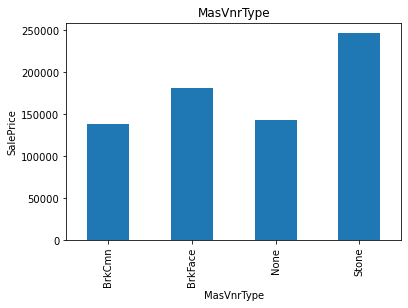 MasVnrType
250000
200000
150000
100000
50000
0
SalePrice
BrkCmn
BrkFace
None
Stone
MasVnrType